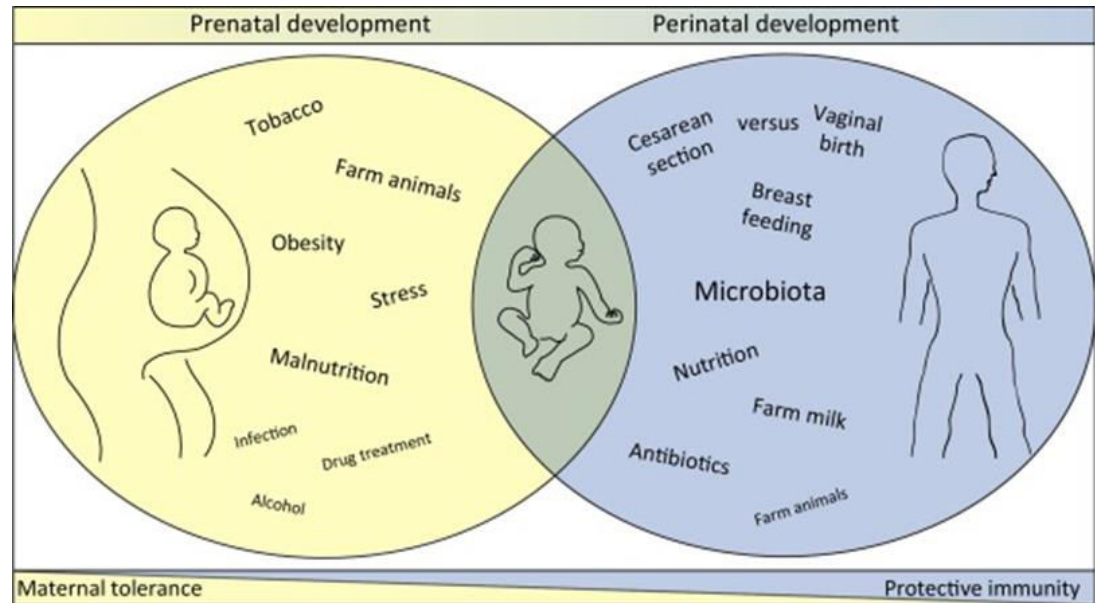 Prenatal development
Perinatal development
Tobacco
Farm animals
Obesity
Stress
Malnutrition
Infection
Drug treatment
Alcohol
Cesarean
section
versus
Vaginal
birth
Breast
feeding
Microbiota
Nutrition
Farm milk
Antibiotics
Farm animals
Maternal tolerance
Protective immunity